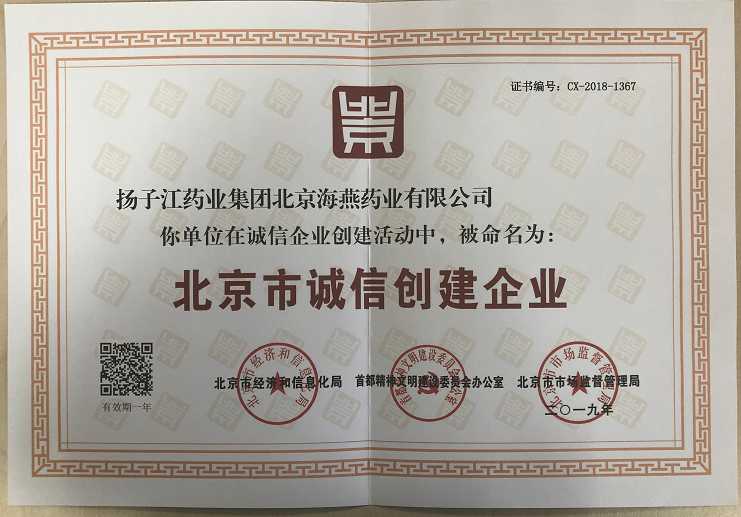 证书编号：CX-2018-1367
扬子江药业集团北京海燕药业有限公司
你单位在诚信企业创建活动中，被命名为：
北京市诚信创建企业
北京市经济和信息化局 首都精神文明建设委员会办公室 北京市市场监督管理局
有效期一年
二〇一九年